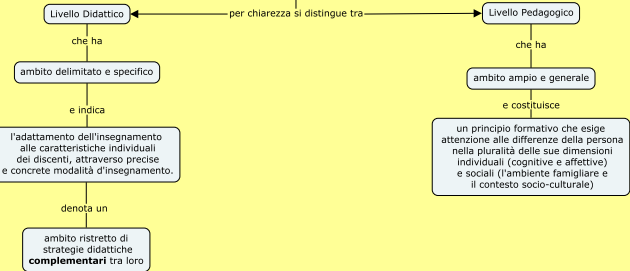 Livello Didattico
per chiarezza si distingue tra
Livello Pedagogico
che ha
ambito delimitato e specifico
e indica
l'adattamento dell'insegnamento
alle caratteristiche individuali
dei discenti, attraverso precise
e concrete modalità d'insegnamento.
denota un
ambito ristretto di
strategie didattiche
complementari tra loro
che ha
ambito ampio e generale
e costituisce
un principio formativo che esige
attenzione alle differenze della persona
nella pluralità delle sue dimensioni
individuali (cognitive e affettive)
e sociali (l'ambiente famigliare e
il contesto socio-culturale)